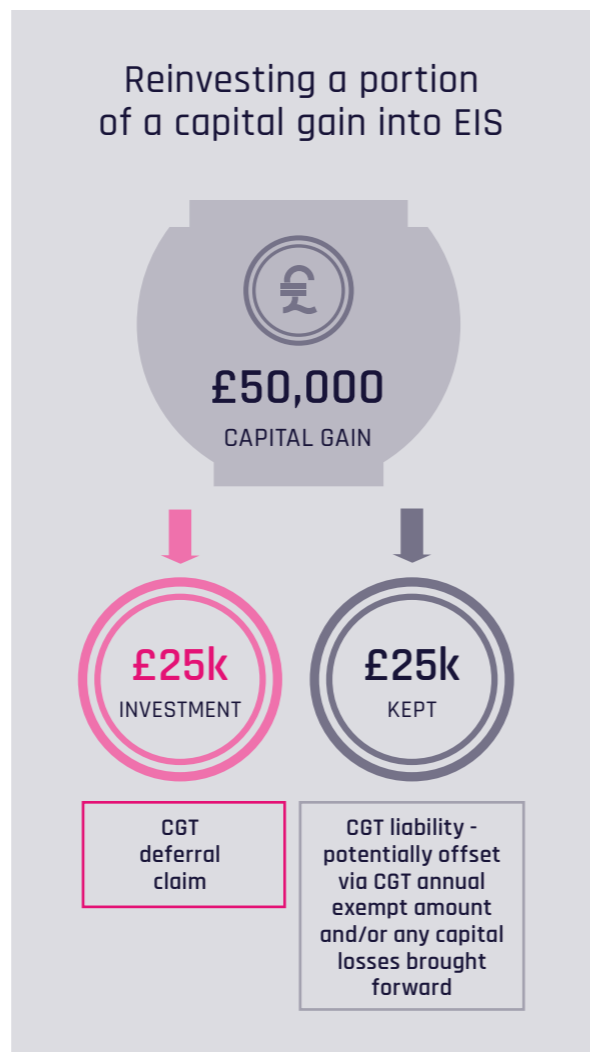 Reinvesting a portion
of a capital gain into EIS
£
£50,000
CAPITAL GAIN
£25k
INVESTMENT
£25k
KEPT
CGT
deferral
claim
CGT liability -
potentially offset
via CGT annual
exempt amount
and/or any capital
losses brought
forward